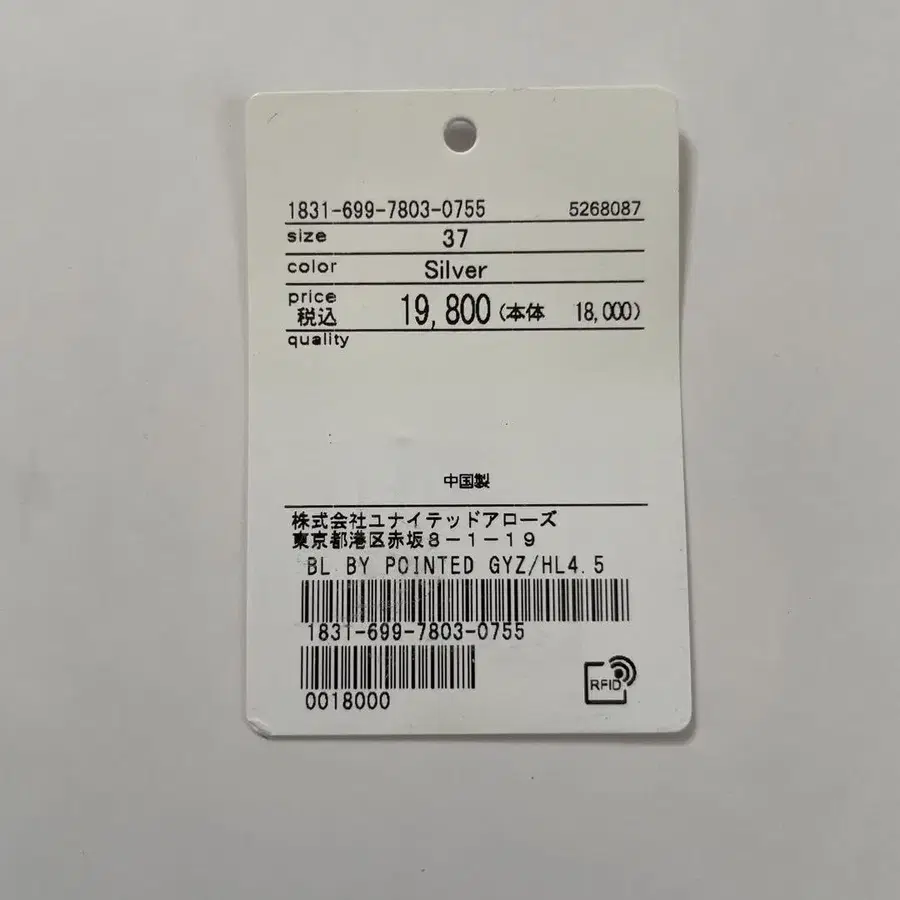 1831-699-7803-0755 5268087
size 37
color Silver
price
税込 19,800 (本体 18,000)
quality
中国製
株式会社ユナイテッドアローズ
東京都港区赤坂8-1-19
BL BY POINTED GYZ/HL4.5
1831-699-7803-0755
0018000
RFID